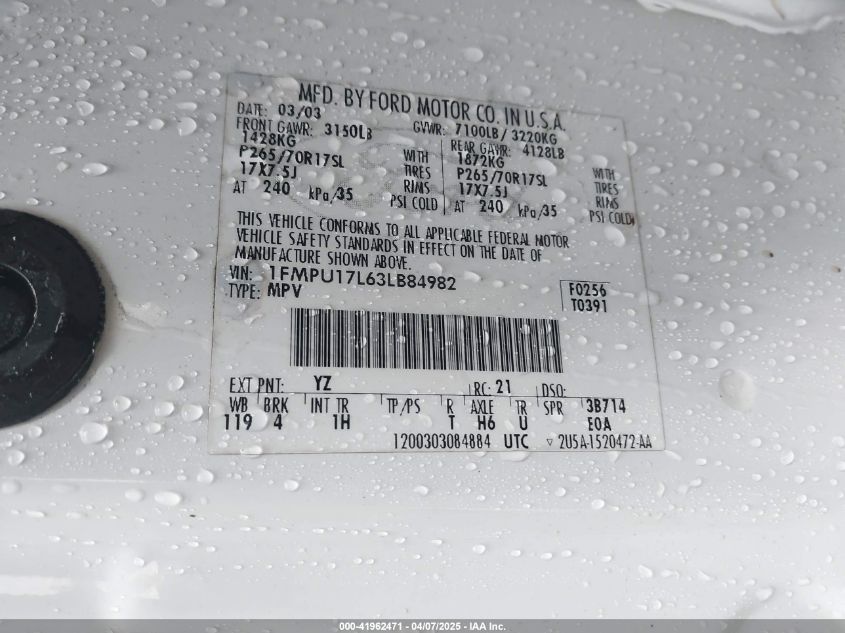 MFD. BY FORD MOTOR CO. IN U.S.A.
DATE: 03/03 GVWR: 7100LB / 3220KG
FRONT GAWR: 3150LB REAR GAWR: 4128LB
1428KG WITH 1872KG WITH
P265/70R17SL TIRES P265/70R17SL TIRES
17X7.5J RIMS 17X7.5J RIMS
AT 240 kPa/35 PSI COLD AT 240 kPa/35 PSI COLD
THIS VEHICLE CONFORMS TO ALL APPLICABLE FEDERAL MOTOR
VEHICLE SAFETY STANDARDS IN EFFECT ON THE DATE OF
MANUFACTURE SHOWN ABOVE.
VIN: 1FMPU17L63LB84982 F0256
TYPE: MPV T0391
EXT PNT: YZ RC: 21 DSO:
WB BRK INT TR TP/PS R AXLE TR SPR 3B714
119 4 1H T H6 U E0A
1200303084884 UTC ▽ 2U5A-1520472-AA
000-41962471 - 04/07/2025 - IAA Inc.